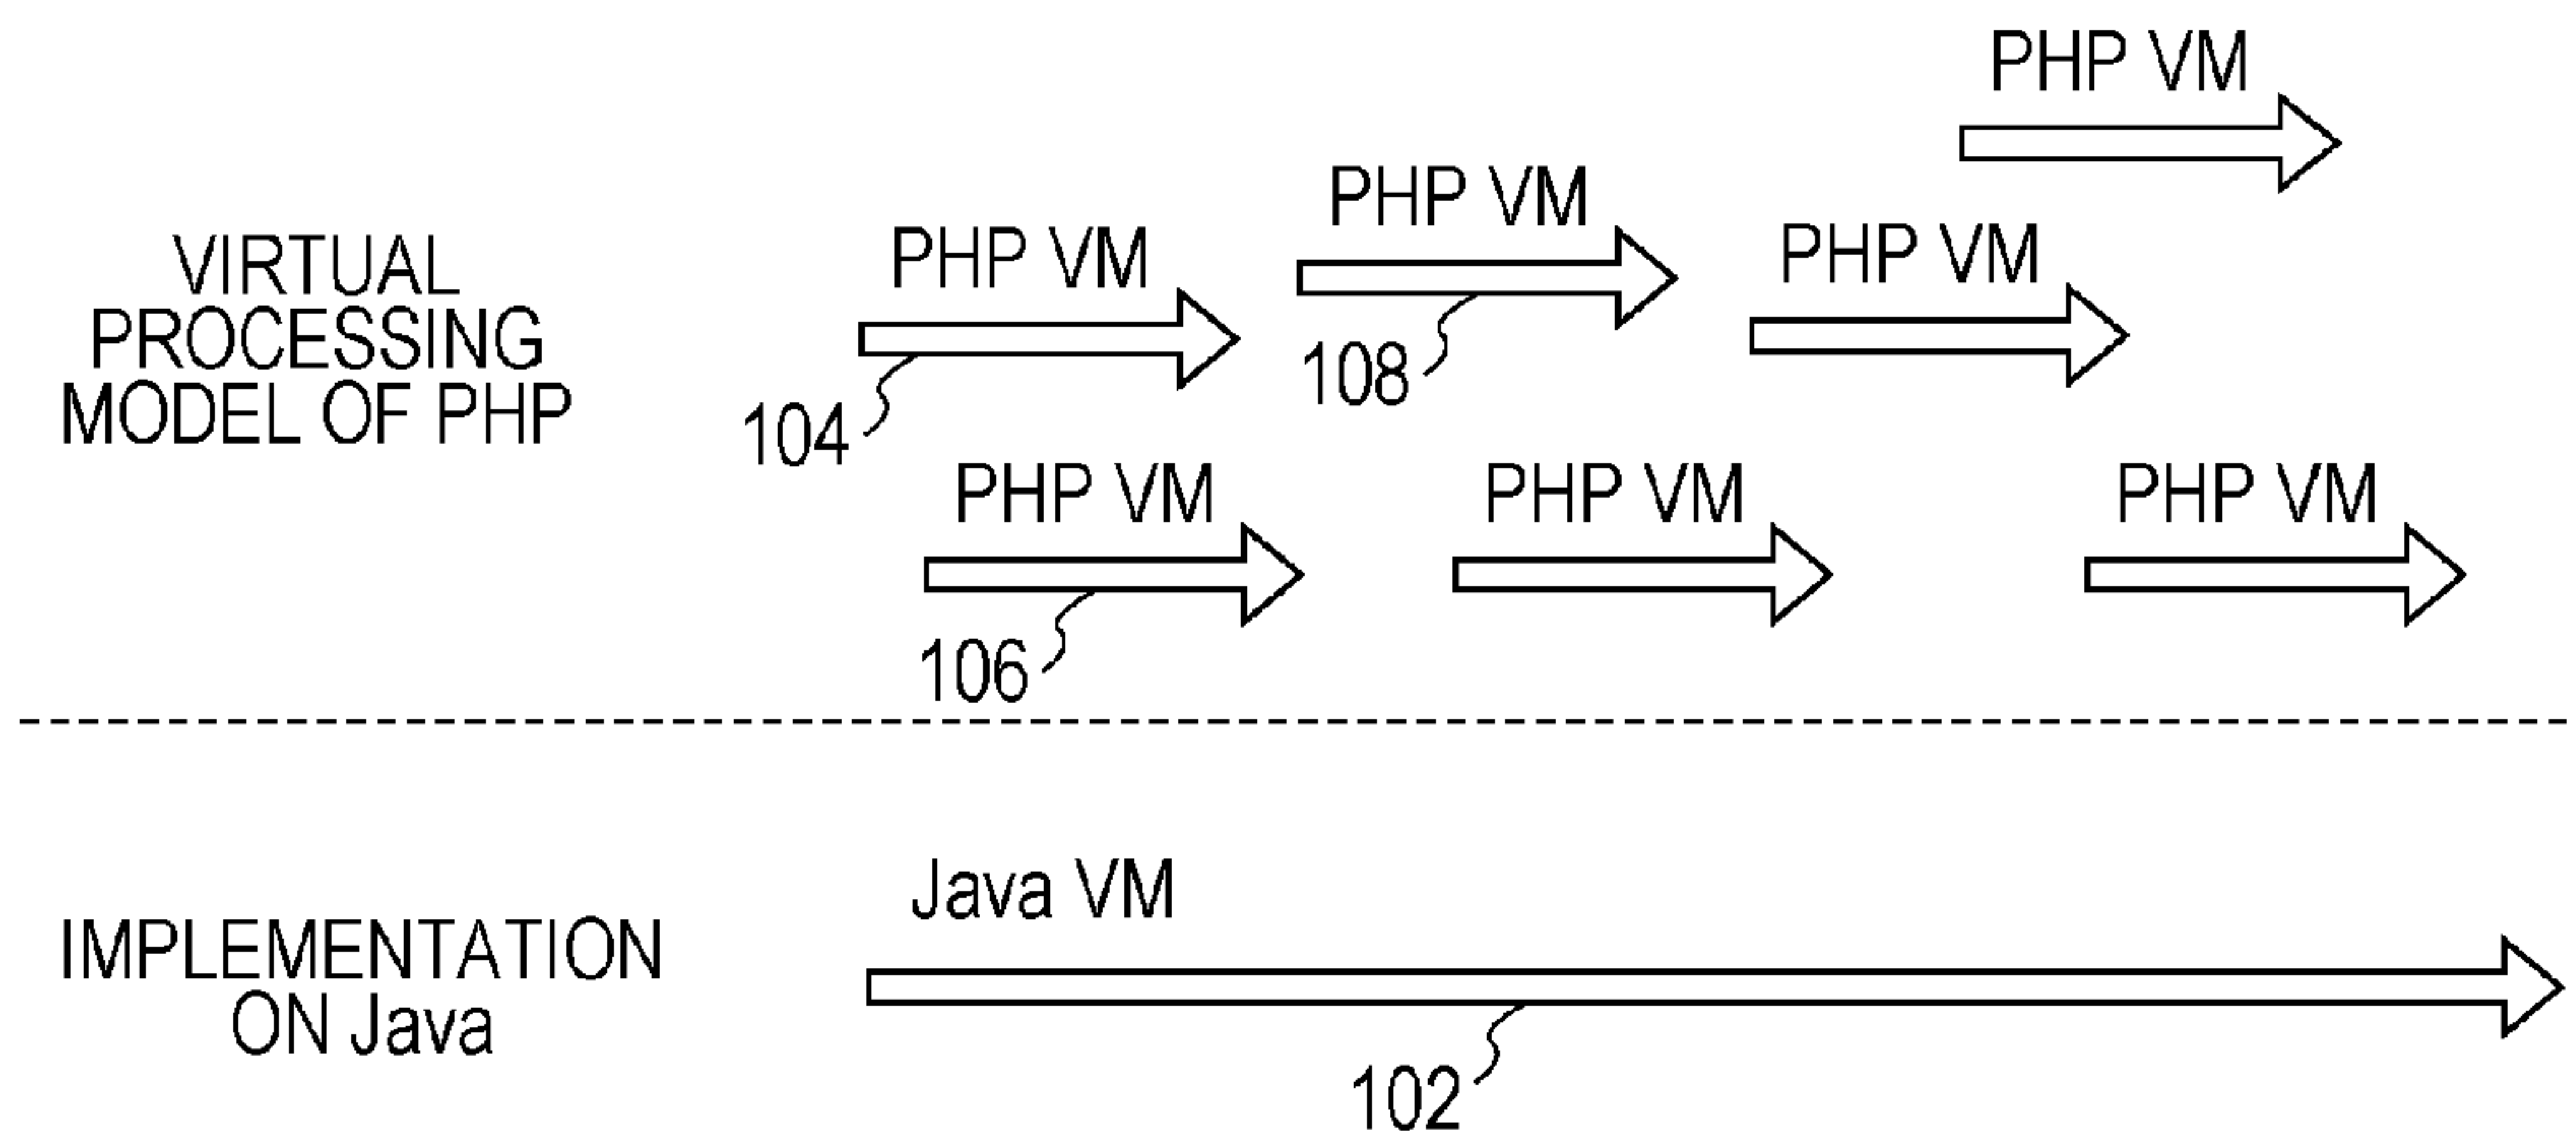 PHP VM
PHP VM
PHP VM
PHP VM
VIRTUAL
PROCESSING
MODEL OF PHP
108
104
PHP VM
PHP VM
PHP VM
106
Java VM
IMPLEMENTATION
ON Java
102